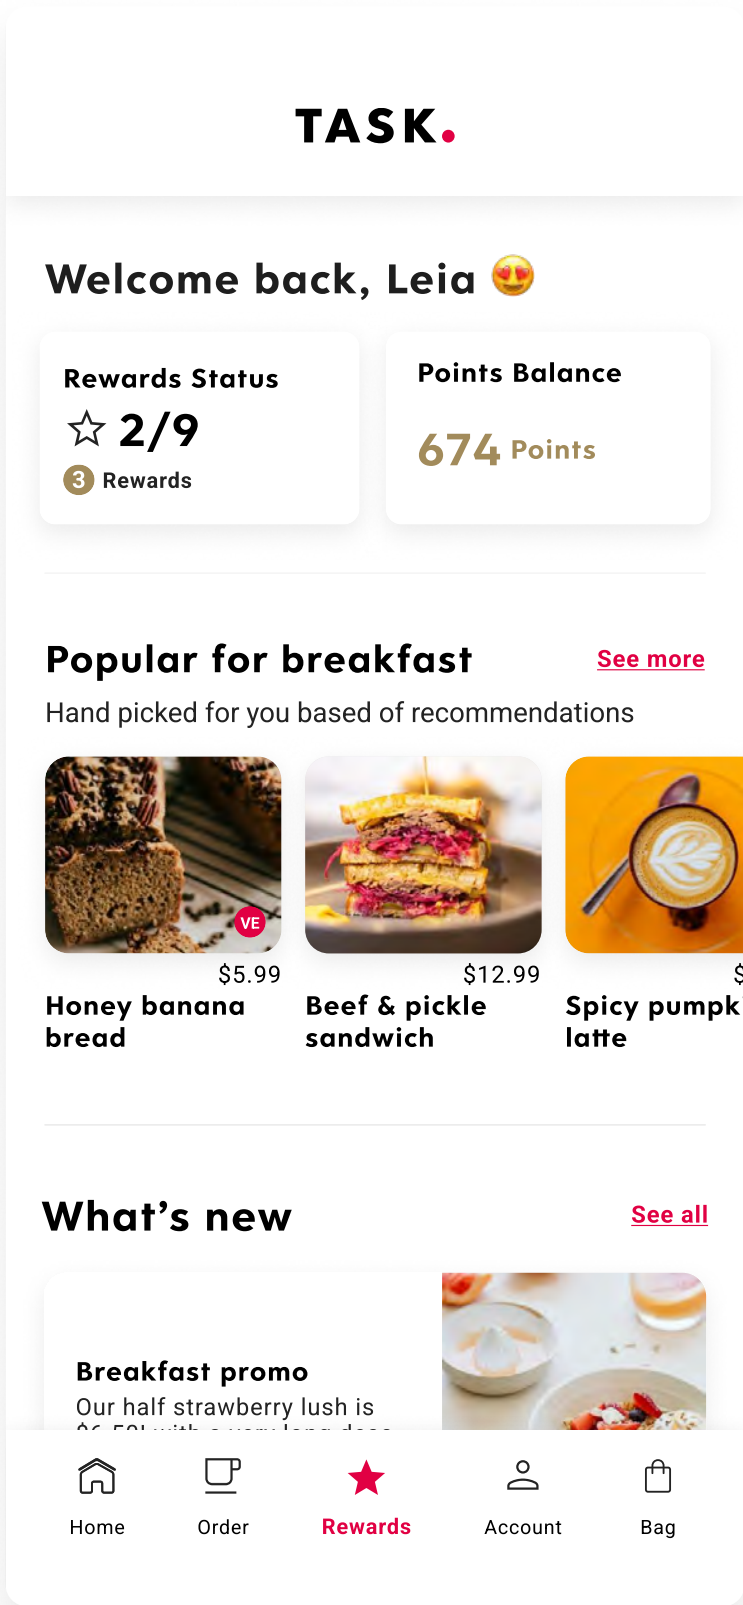 TASK.
Welcome back, Leia 😍
Rewards Status
2/9
3 Rewards
Points Balance
674 Points
Popular for breakfast
See more
Hand picked for you based of recommendations
VE
$5.99
Honey banana
bread
$12.99
Beef & pickle
sandwich
$
Spicy pumpk
latte
What’s new
See all
Breakfast promo
Our half strawberry lush is
Home
Order
Rewards
Account
Bag